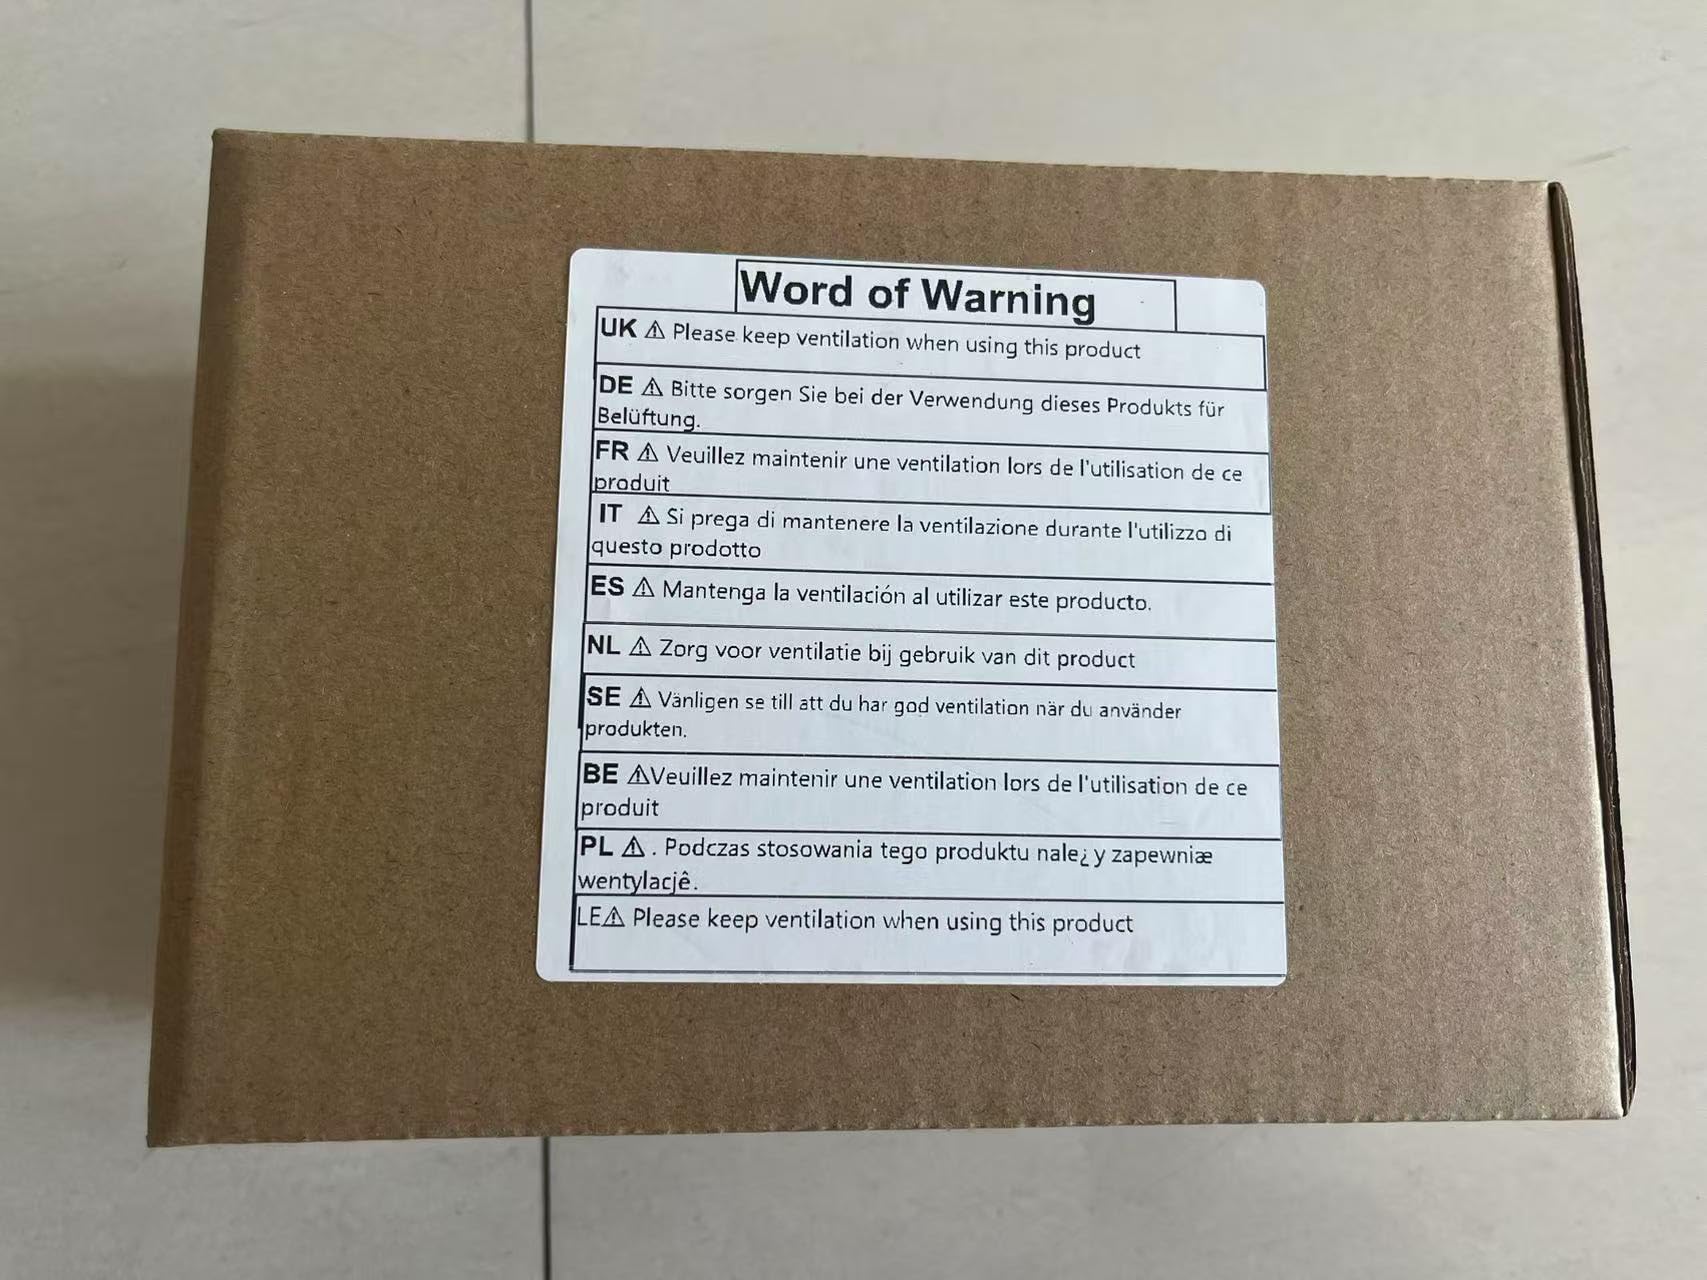 Word of Warning
UK ⚠ Please keep ventilation when using this product
DE ⚠ Bitte sorgen Sie bei der Verwendung dieses Produkts für
Belüftung.
FR ⚠ Veuillez maintenir une ventilation lors de l'utilisation de ce
produit
IT ⚠ Si prega di mantenere la ventilazione durante l'utilizzo di
questo prodotto
ES ⚠ Mantenga la ventilación al utilizar este producto.
NL ⚠ Zorg voor ventilatie bij gebruik van dit product
SE ⚠ Vänligen se till att du har god ventilation när du använder
produkten.
BE ⚠Veuillez maintenir une ventilation lors de l'utilisation de ce
produit
PL ⚠ . Podczas stosowania tego produktu nale¿y zapewniæ
wentylacjê.
LE⚠ Please keep ventilation when using this product